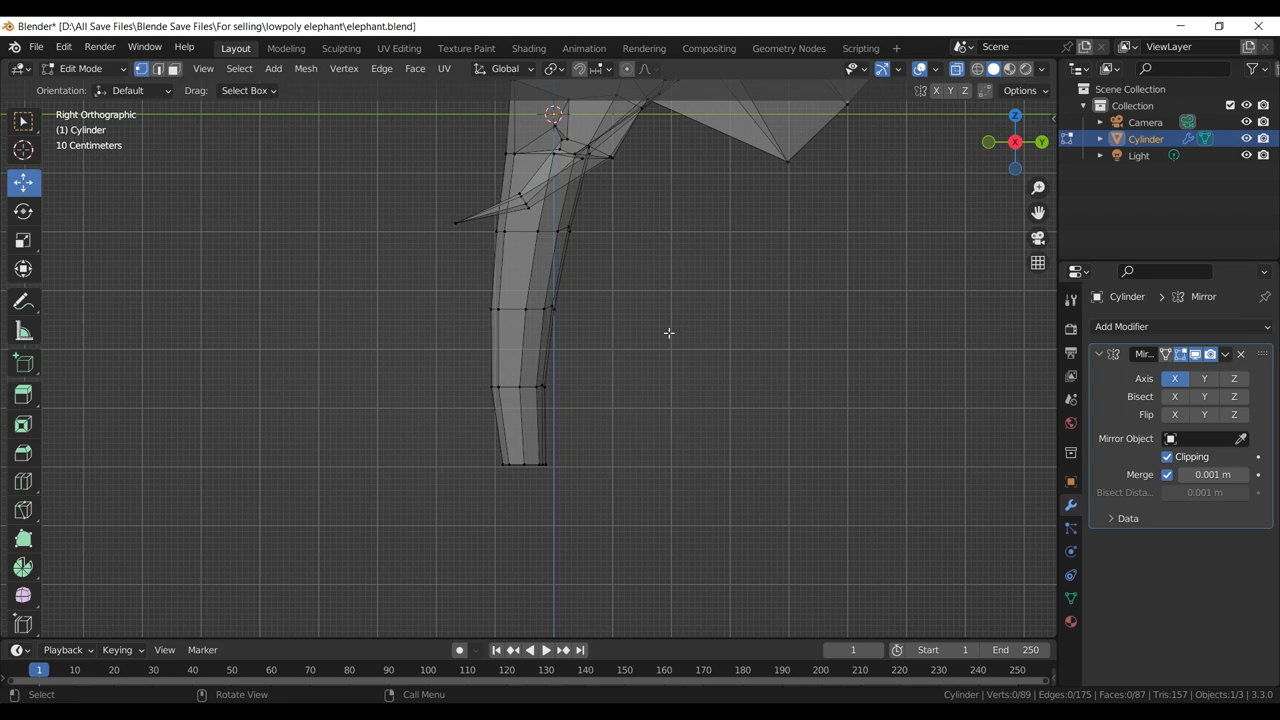 Blender* [D:\All Save Files\Blende Save Files\For selling\lowpoly elephant\elephant.blend]
File Edit Render Window Help Layout Modeling Sculpting UV Editing Texture Paint Shading Animation Rendering Compositing Geometry Nodes Scripting + Scene ViewLayer
Edit Mode View Select Add Mesh Vertex Edge Face UV Global
Orientation: Default Drag: Select Box X Y Z Options
Right Orthographic
(1) Cylinder
10 Centimeters
Z
X
Y
Scene Collection
Collection
Camera
Cylinder
Light
Cylinder > Mirror
Add Modifier
Mir...
Axis X Y Z
Bisect X Y Z
Flip X Y Z
Mirror Object
Clipping
Merge 0.001 m
Bisect Dista... 0.001 m
Data
Playback Keying View Marker 1 Start 1 End 250
1 10 20 30 40 50 60 70 80 90 100 110 120 130 140 150 160 170 180 190 200 210 220 230 240 250
Select Rotate View Call Menu Cylinder | Verts:0/89 | Edges:0/175 | Faces:0/87 | Tris:157 | Objects:1/3 | 3.3.0